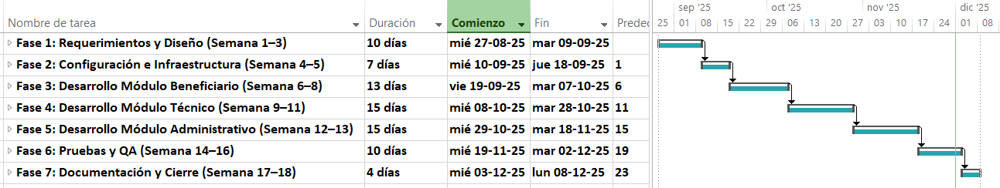 sep '25 oct '25 nov '25 dic '25
Nombre de tarea Duración Comienzo Fin Predec 25 01 08 15 22 29 06 13 20 27 03 10 17 24 01 08
Fase 1: Requerimientos y Diseño (Semana 1–3) 10 días mié 27-08-25 mar 09-09-25
Fase 2: Configuración e Infraestructura (Semana 4–5) 7 días mié 10-09-25 jue 18-09-25 1
Fase 3: Desarrollo Módulo Beneficiario (Semana 6–8) 13 días vie 19-09-25 mar 07-10-25 6
Fase 4: Desarrollo Módulo Técnico (Semana 9–11) 15 días mié 08-10-25 mar 28-10-25 11
Fase 5: Desarrollo Módulo Administrativo (Semana 12–13) 15 días mié 29-10-25 mar 18-11-25 15
Fase 6: Pruebas y QA (Semana 14–16) 10 días mié 19-11-25 mar 02-12-25 19
Fase 7: Documentación y Cierre (Semana 17–18) 4 días mié 03-12-25 lun 08-12-25 23